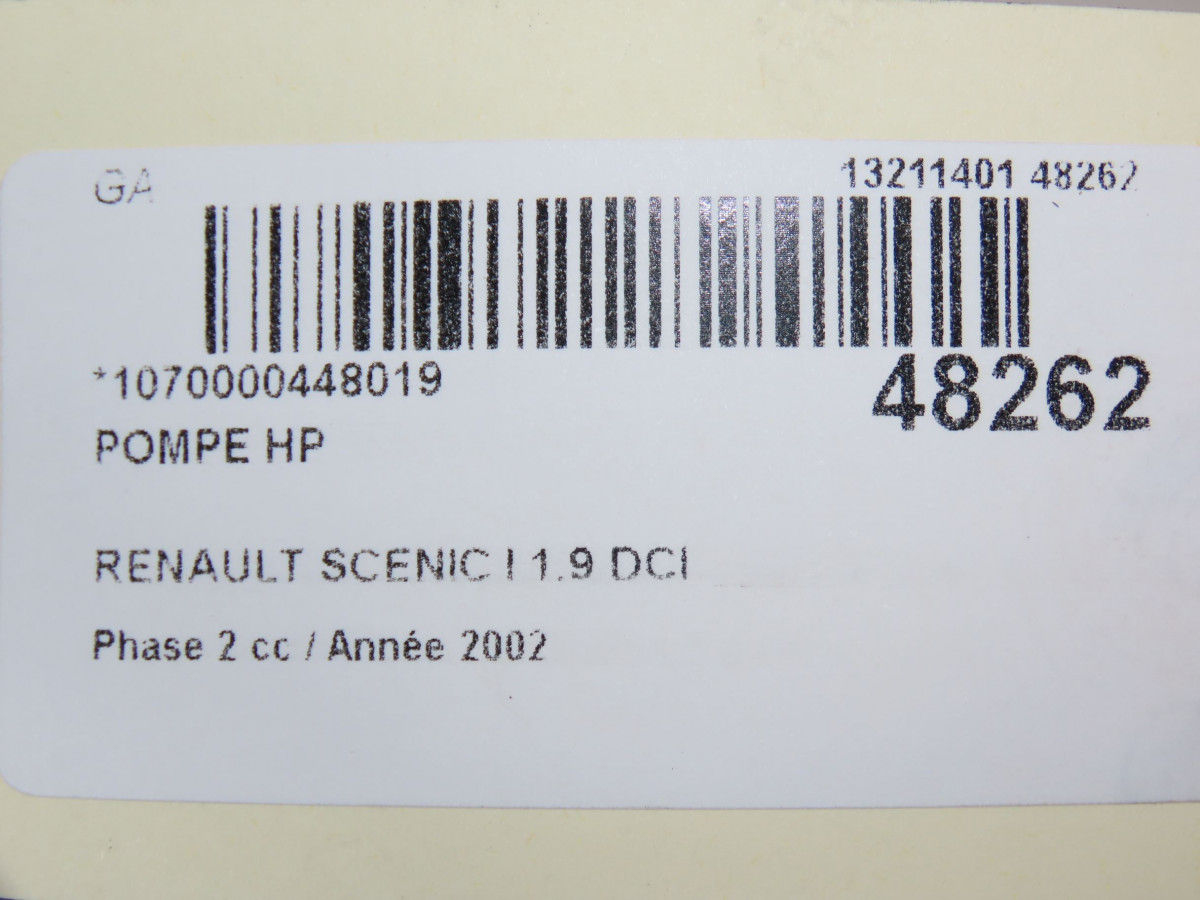 GA
13211401 48262
*1070000448019
48262
POMPE HP
RENAULT SCENIC I 1.9 DCI
Phase 2 cc / Année 2002